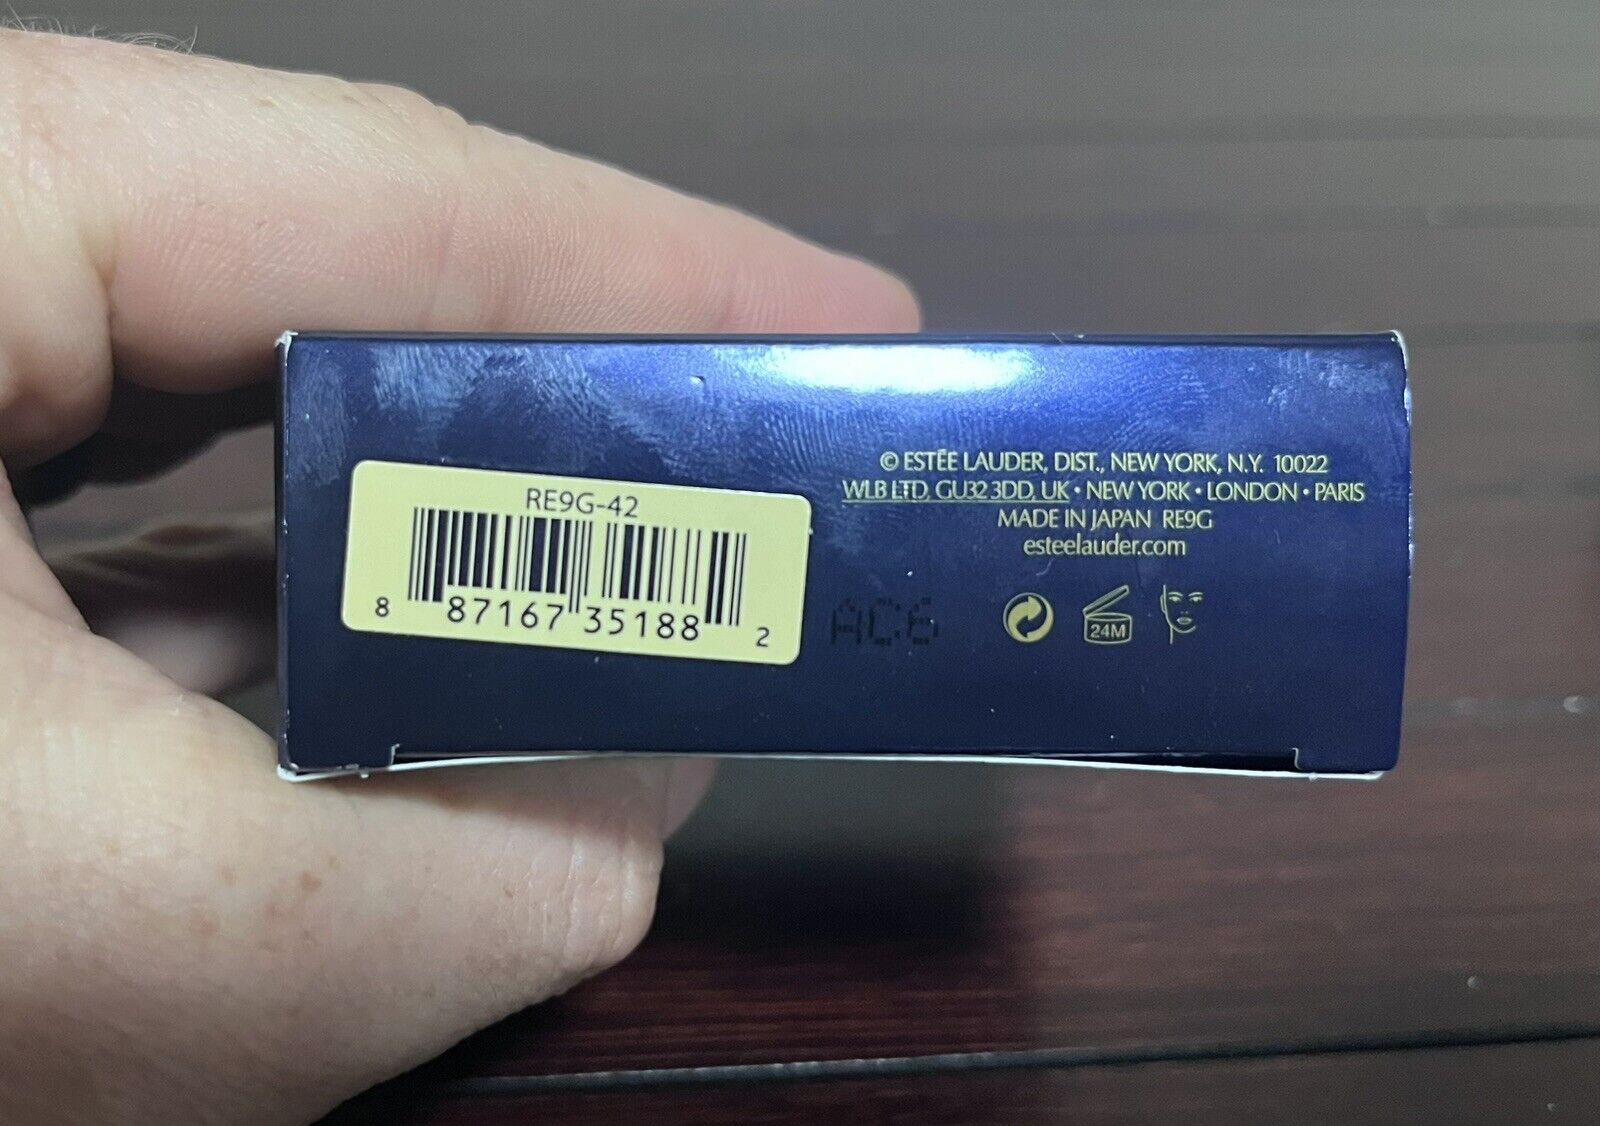 RE9G-42
8 87167 35188 2
© ESTĒE LAUDER, DIST., NEW YORK, N.Y. 10022
WLB LTD, GU32 3DD, UK • NEW YORK • LONDON • PARIS
MADE IN JAPAN RE9G
esteelauder.com
AC6
24M